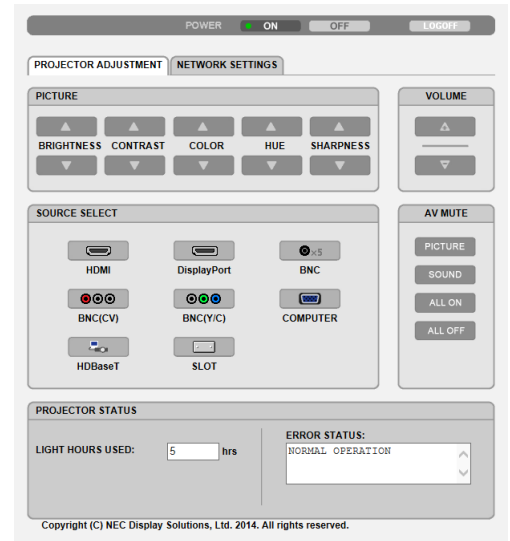 POWER ON OFF LOGOFF
PROJECTOR ADJUSTMENT NETWORK SETTINGS
PICTURE
VOLUME
BRIGHTNESS CONTRAST COLOR HUE SHARPNESS
SOURCE SELECT
AV MUTE
HDMI DisplayPort BNC
×5
BNC(CV) BNC(Y/C) COMPUTER
HDBaseT SLOT
PICTURE
SOUND
ALL ON
ALL OFF
PROJECTOR STATUS
LIGHT HOURS USED: 5 hrs
ERROR STATUS:
NORMAL OPERATION
Copyright (C) NEC Display Solutions, Ltd. 2014. All rights reserved.